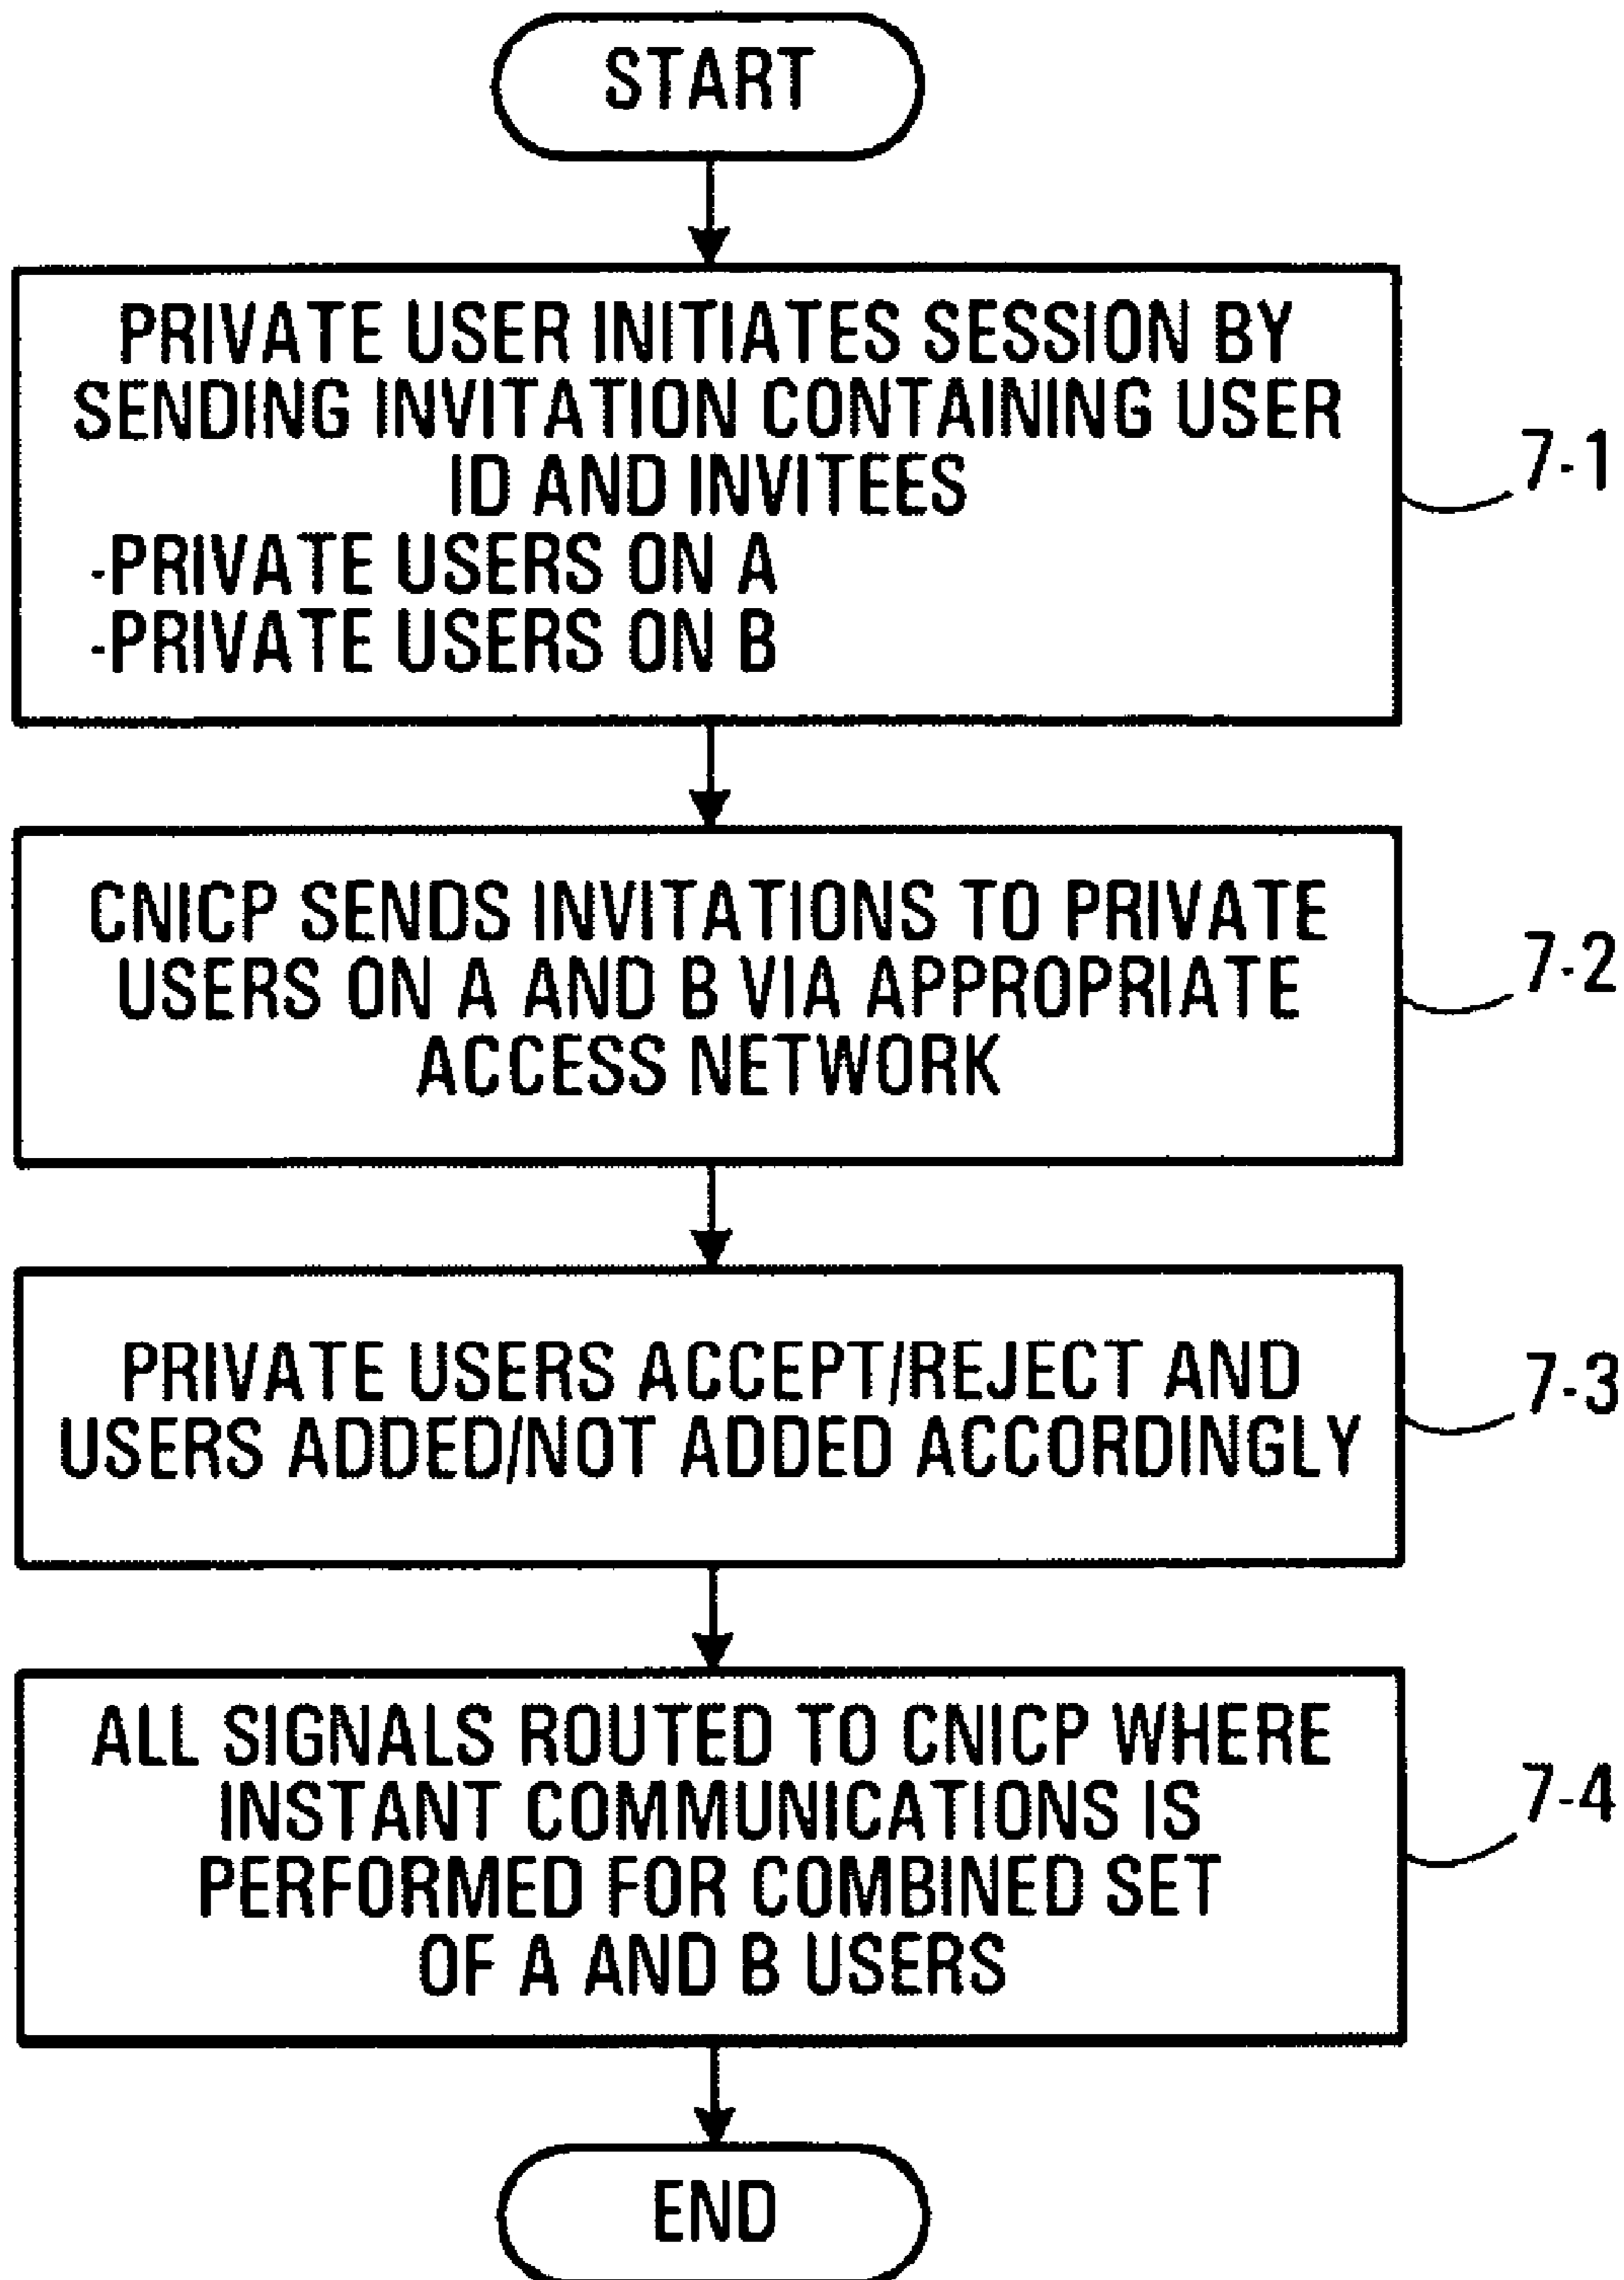 START
PRIVATE USER INITIATES SESSION BY
SENDING INVITATION CONTAINING USER
ID AND INVITEES
-PRIVATE USERS ON A
-PRIVATE USERS ON B
7-1
CNICP SENDS INVITATIONS TO PRIVATE
USERS ON A AND B VIA APPROPRIATE
ACCESS NETWORK
7-2
PRIVATE USERS ACCEPT/REJECT AND
USERS ADDED/NOT ADDED ACCORDINGLY
7-3
ALL SIGNALS ROUTED TO CNICP WHERE
INSTANT COMMUNICATIONS IS
PERFORMED FOR COMBINED SET
OF A AND B USERS
7-4
END